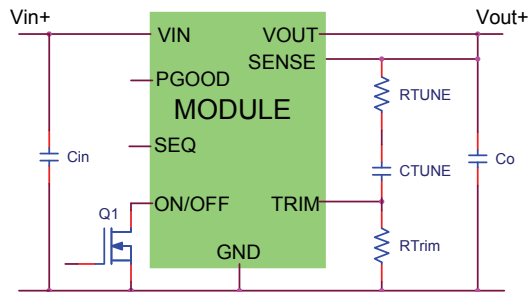 Vin+
Vout+
VIN
VOUT
SENSE
PGOOD
RTUNE
MODULE
Cin
SEQ
CTUNE
Co
Q1
ON/OFF
TRIM
RTrim
GND